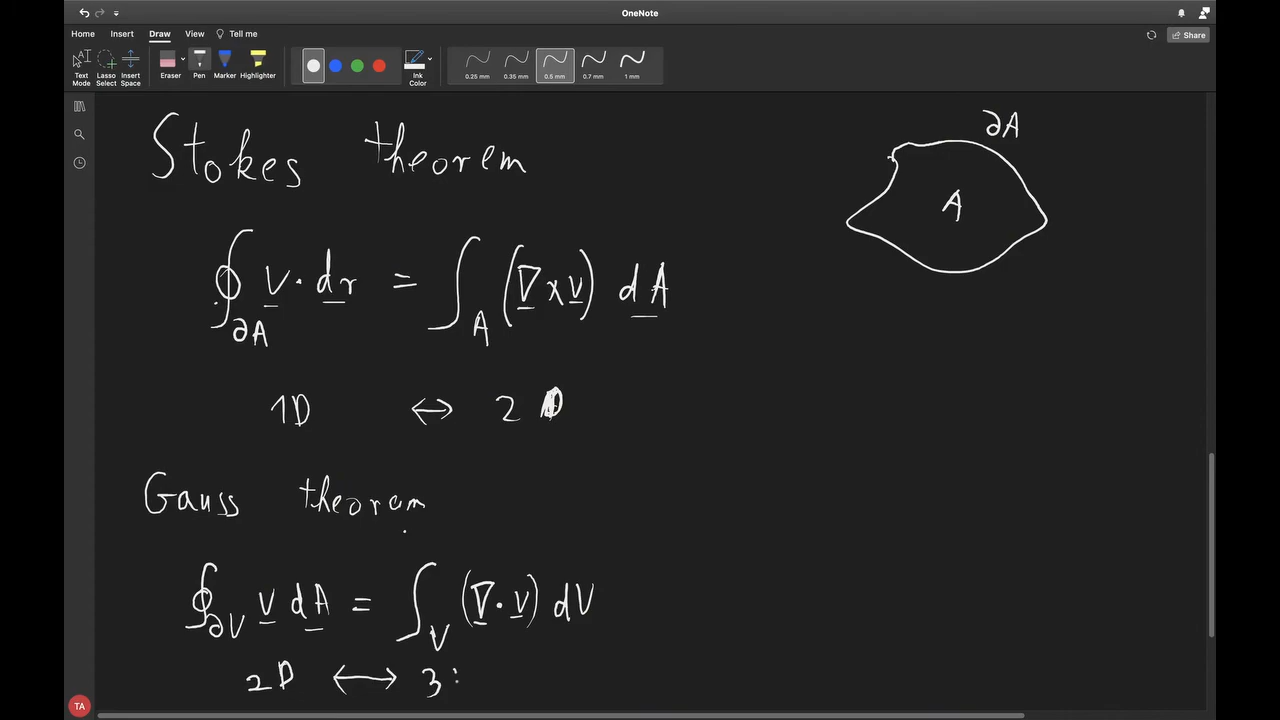 OneNote
Home Insert Draw View Tell me
Share
Text Mode Lasso Select Insert Space Eraser Pen Marker Highlighter Ink Color 0.25 mm 0.35 mm 0.5 mm 0.7 mm 1 mm
Stokes theorem
∂A
A
∮_∂A v · dr = ∫_A (∇ x v) dA
1D ↔ 2D
Gauss theorem
∮_∂V v dA = ∫_V (∇ · v) dV
2D ↔ 3
TA